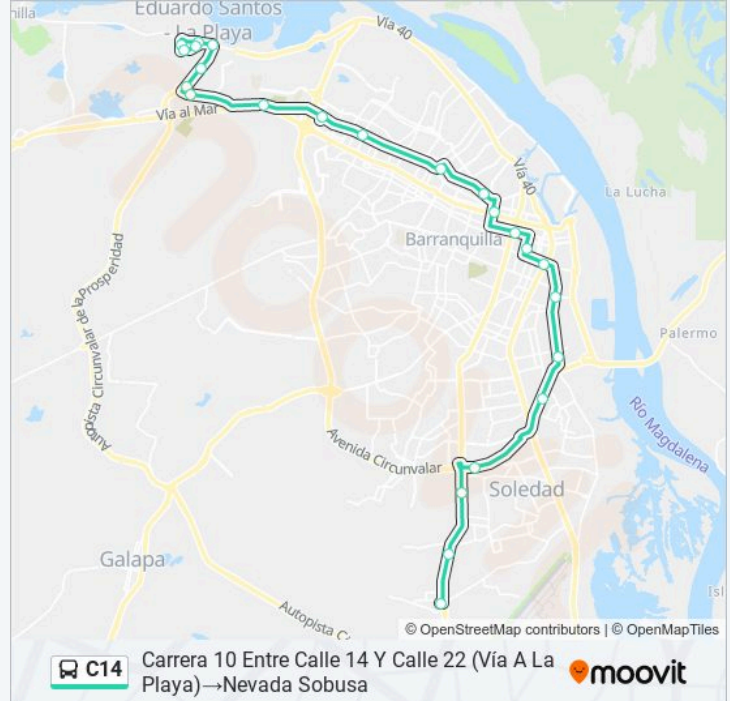 nilla
Eduardo Santos
- La Playa
Vía 40
Vía al Mar
Vía 40
La Lucha
Barranquilla
Autopista Circunvalar de la Prosperidad
Palermo
Río Magdalena
Avenida Circunvalar
Soledad
Galapa
Isl
Autopista C
© OpenStreetMap contributors | © OpenMapTiles
C14
Carrera 10 Entre Calle 14 Y Calle 22 (Vía A La
Playa)→Nevada Sobusa
moovit